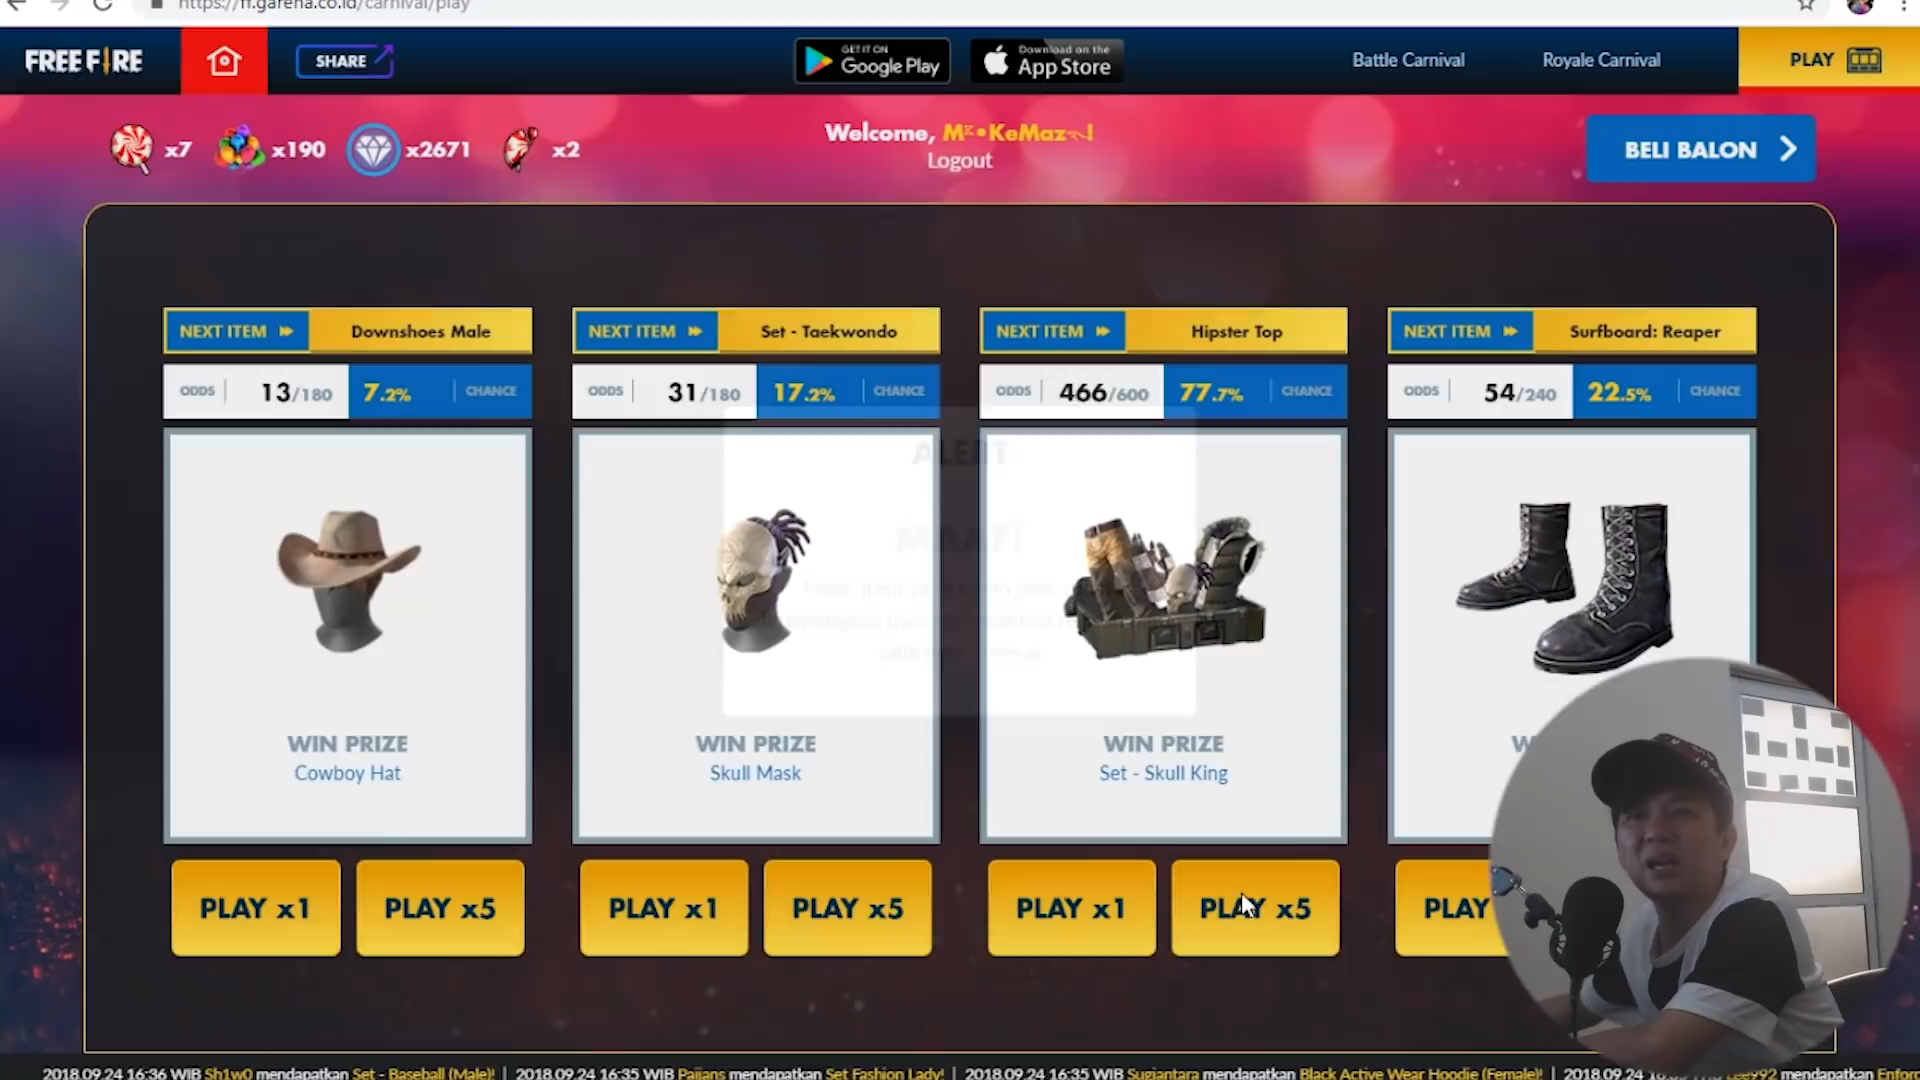 https://ff.garena.co.id/carnival/play
FREE FIRE
SHARE
GET IT ON
Google Play
Download on the
App Store
Battle Carnival
Royale Carnival
PLAY
x7
x190
x2671
x2
Welcome, Mᴷ•KeMaz
Logout
BELI BALON
NEXT ITEM Downshoes Male
ODDS 13/180 7.2% CHANCE
WIN PRIZE
Cowboy Hat
PLAY x1 PLAY x5
NEXT ITEM Set - Taekwondo
ODDS 31/180 17.2% CHANCE
WIN PRIZE
Skull Mask
PLAY x1 PLAY x5
NEXT ITEM Hipster Top
ODDS 466/600 77.7% CHANCE
WIN PRIZE
Set - Skull King
PLAY x1 PLAY x5
NEXT ITEM Surfboard: Reaper
ODDS 54/240 22.5% CHANCE
PLAY
ALERT
MAAF!
2018.09.24 16:36 WIB Sh1w0 mendapatkan Set - Baseball (Male)! | 2018.09.24 16:35 WIB Paijans mendapatkan Set Fashion Lady! | 2018.09.24 16:35 WIB Sugiantara mendapatkan Black Active Wear Hoodie (Female)! | 2018.09.24 mendapatkan